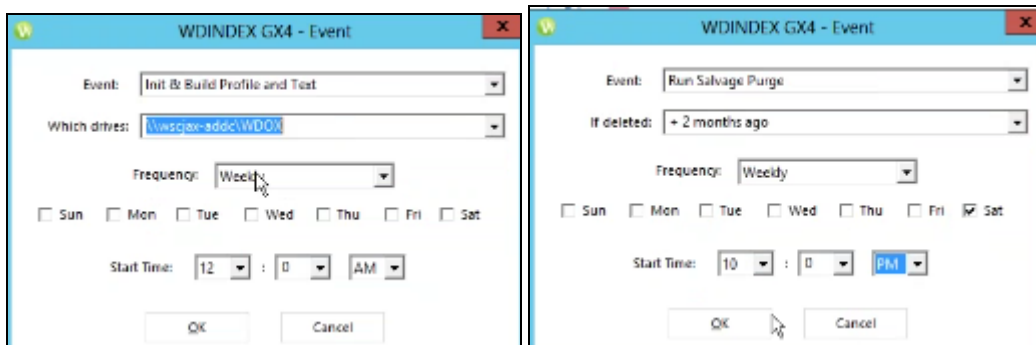 WDINDEX GX4 - Event
Event: Init & Build Profile and Text
Which drives: \\wscjax-addc\WDOX
Frequency: Weekly
Sun Mon Tue Wed Thu Fri Sat
Start Time: 12 : 0 AM
OK Cancel
WDINDEX GX4 - Event
Event: Run Salvage Purge
If deleted: + 2 months ago
Frequency: Weekly
Sun Mon Tue Wed Thu Fri Sat
Start Time: 10 : 0 PM
OK Cancel